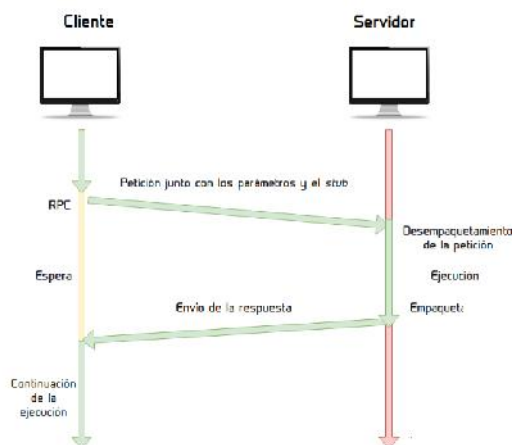 Cliente
Servidor
Petición junto con los parámetros y el stub
RPC
Desempaquetamiento
de la petición
Espera
Ejecución
Envío de la respuesta
Empaqueta
Continuación
de la
ejecución